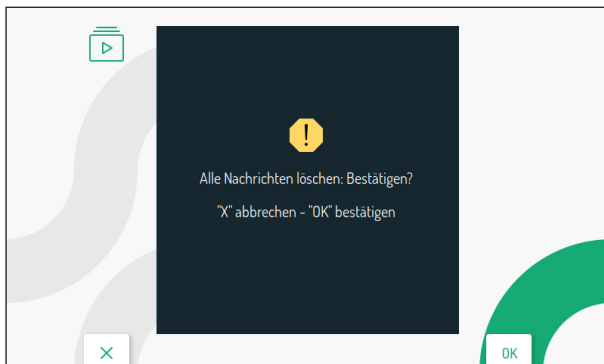 Alle Nachrichten löschen: Bestätigen?
"X" abbrechen - "OK" bestätigen
OK